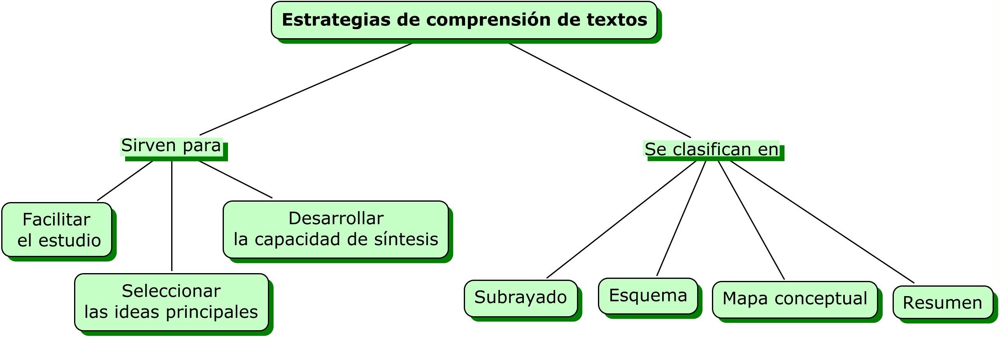 Estrategias de comprensión de textos
Sirven para
Se clasifican en
Facilitar
el estudio
Desarrollar
la capacidad de síntesis
Seleccionar
las ideas principales
Subrayado
Esquema
Mapa conceptual
Resumen